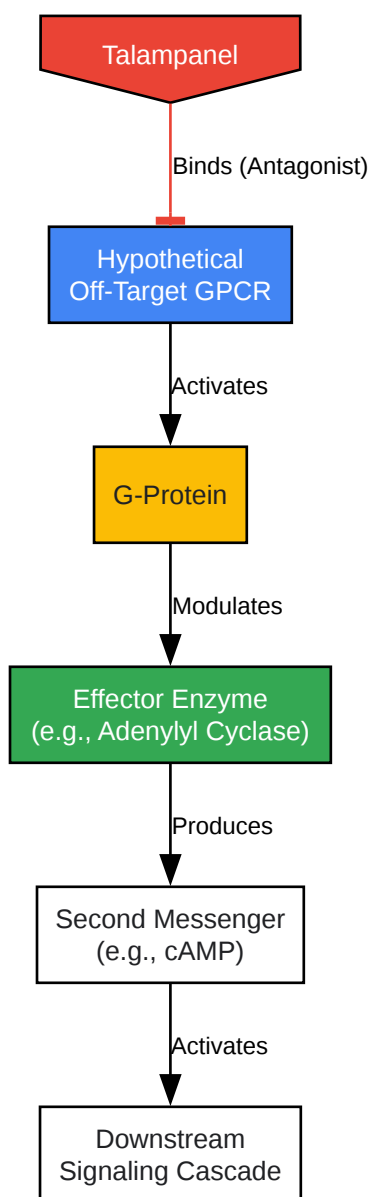 Talampanel
Binds (Antagonist)
Hypothetical
Off-Target GPCR
Activates
G-Protein
Modulates
Effector Enzyme
(e.g., Adenylyl Cyclase)
Produces
Second Messenger
(e.g., cAMP)
Activates
Downstream
Signaling Cascade